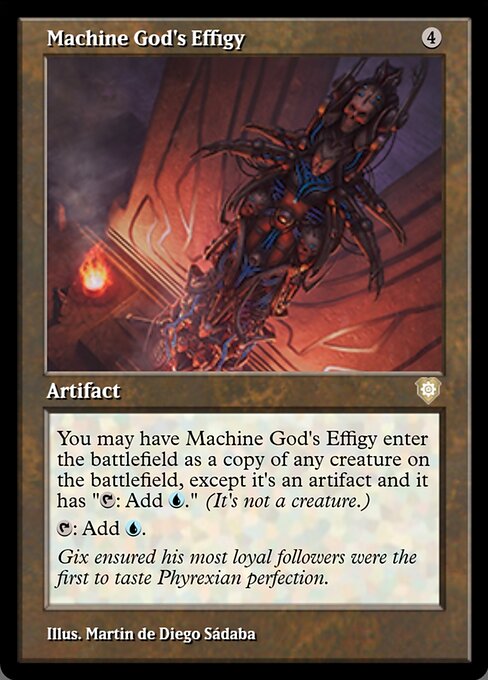 Machine God's Effigy 4
Artifact
You may have Machine God's Effigy enter
the battlefield as a copy of any creature on
the battlefield, except it's an artifact and it
has "T: Add 💧." (It's not a creature.)
T: Add 💧.
Gix ensured his most loyal followers were the
first to taste Phyrexian perfection.
Illus. Martin de Diego Sádaba